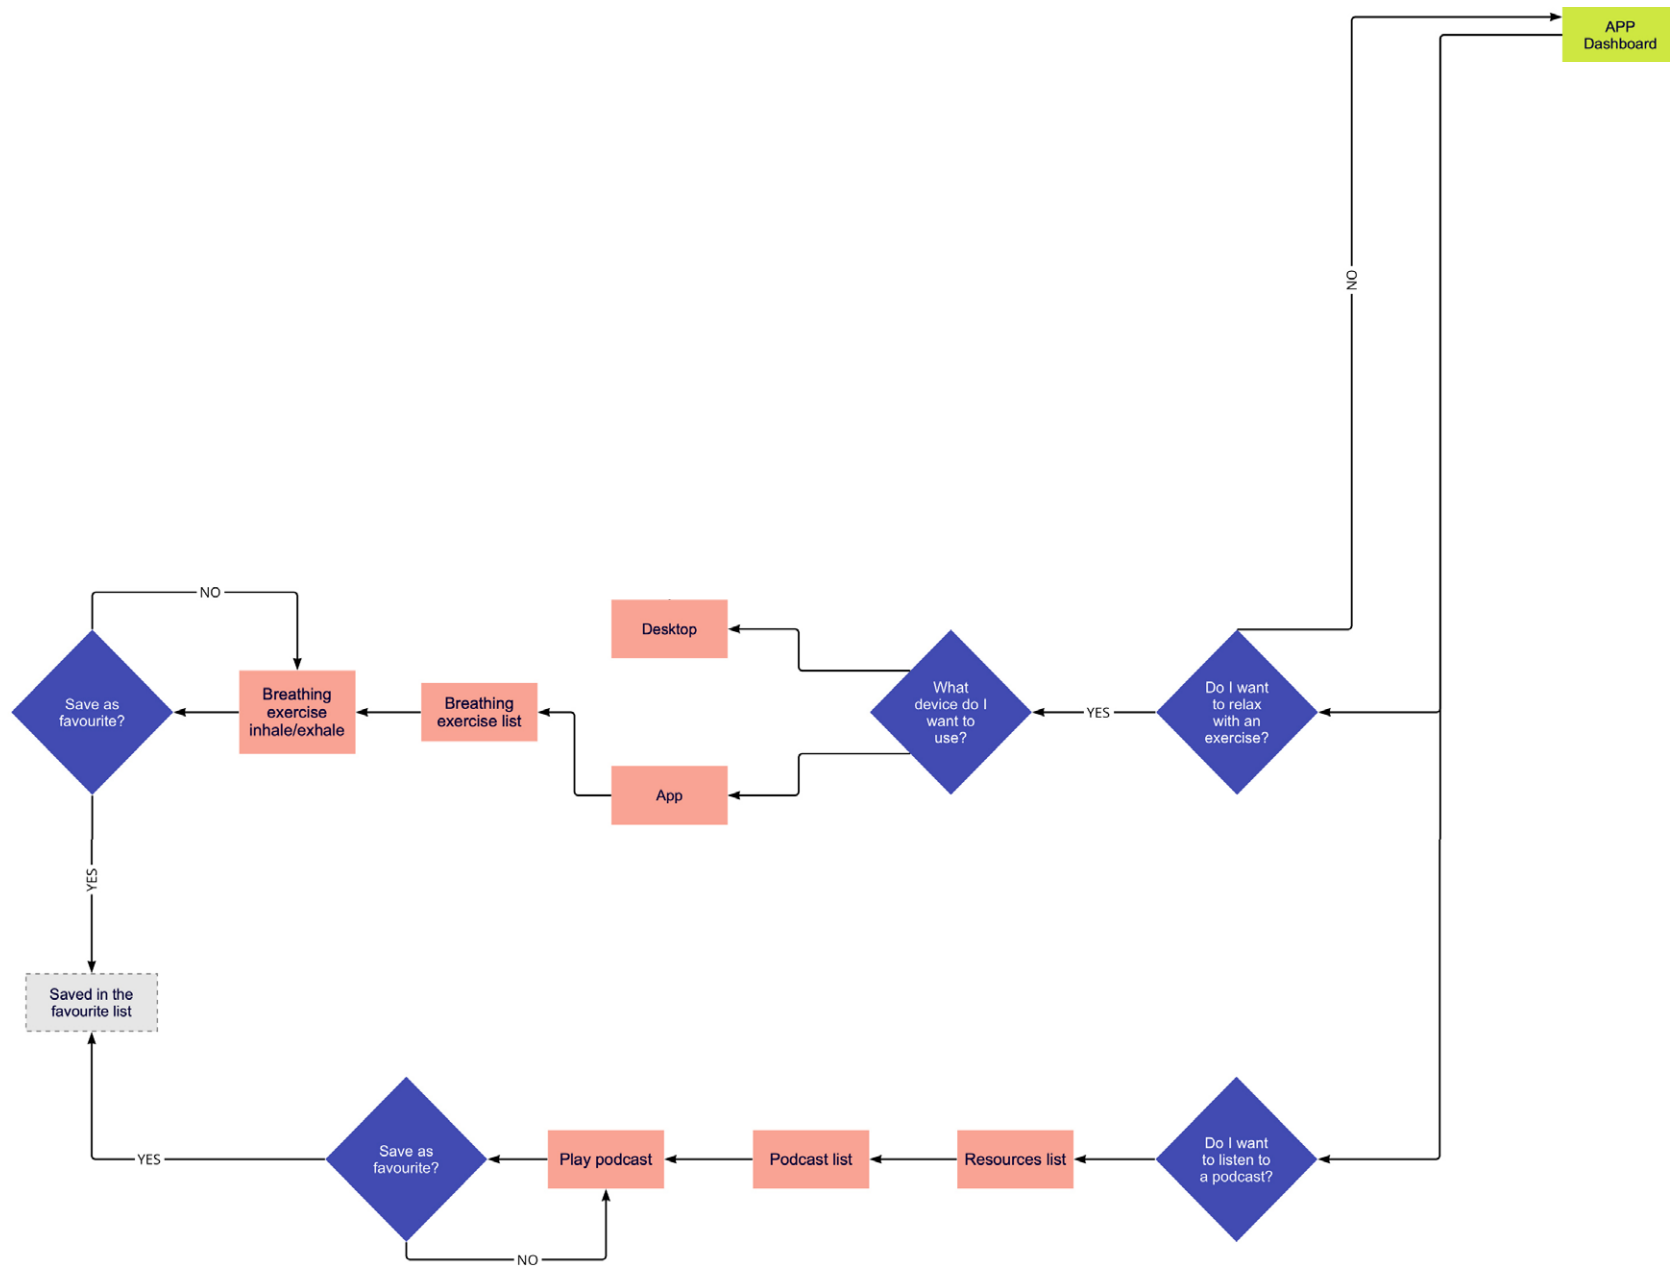 APP
Dashboard
NO
NO
Desktop
Save as
favourite?
Breathing
exercise
inhale/exhale
Breathing
exercise list
What
device do I
want to
use?
YES
Do I want
to relax
with an
exercise?
App
YES
Saved in the
favourite list
YES
Save as
favourite?
Play podcast
Podcast list
Resources list
Do I want
to listen to
a podcast?
NO